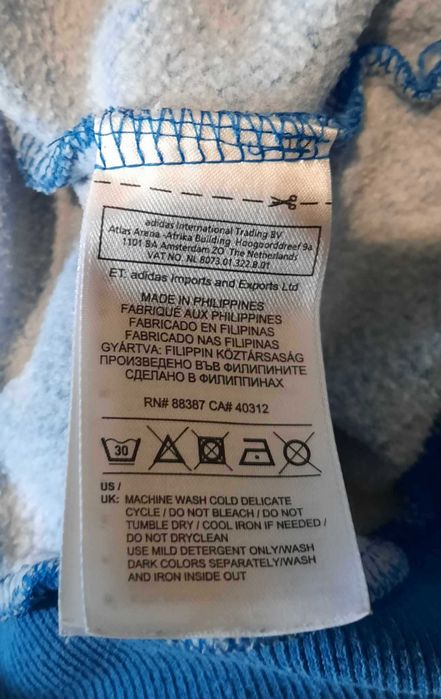 adidas International Trading BV
Atlas Arena -Afrika Building Hoogoorddreef 9a
1101 BA Amsterdam ZO The Netherlands
VAT NO. NL 8073.01.322.B.01
ET: adidas Imports and Exports Ltd
MADE IN PHILIPPINES
FABRIQUÉ AUX PHILIPPINES
FABRICADO EN FILIPINAS
FABRICADO NAS FILIPINAS
GYÁRTVA: FILIPPIN KÖZTÁRSASÁG
ПРОИЗВЕДЕНО ВЪВ ФИЛИПИНИТЕ
СДЕЛАНО В ФИЛИППИНАХ
RN# 88387 CA# 40312
30
US /
UK: MACHINE WASH COLD DELICATE
CYCLE / DO NOT BLEACH / DO NOT
TUMBLE DRY / COOL IRON IF NEEDED /
DO NOT DRYCLEAN
USE MILD DETERGENT ONLY/WASH
DARK COLORS SEPARATELY/WASH
AND IRON INSIDE OUT